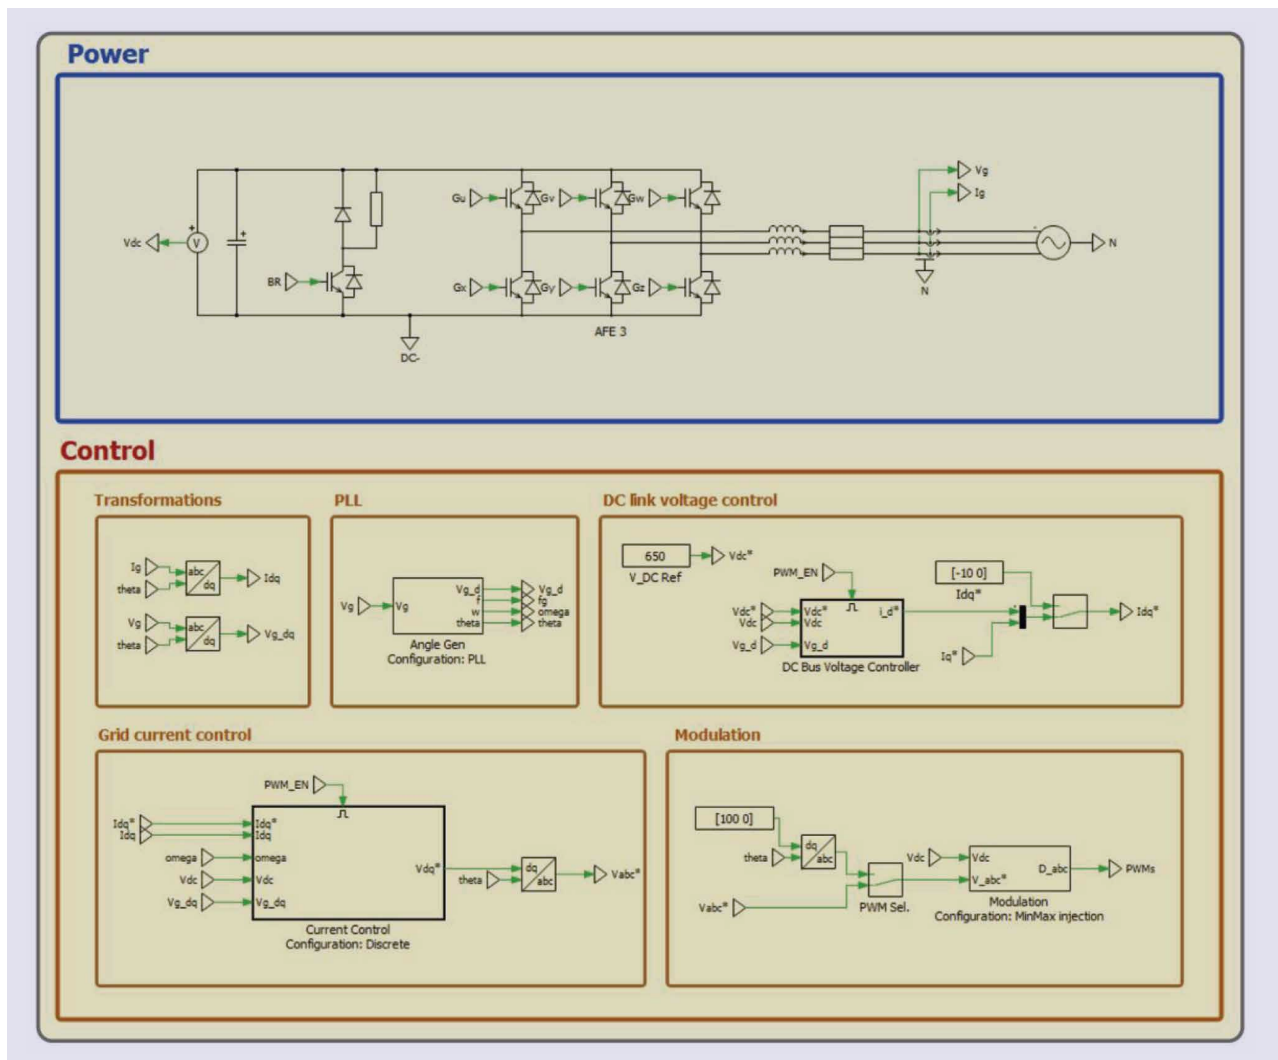 Power
Vg
Ig
Gu
Gv
Gw
Vdc
V
N
BR
Gx
Gy
Gz
N
AFE 3
DC-
Control
Transformations
Ig
theta
abc
dq
Idq
Vg
theta
abc
dq
Vg_dq
PLL
Vg
Vg
Vg_d
f
w
theta
Vg_d
fg
omega
theta
Angle Gen
Configuration: PLL
DC link voltage control
650
Vdc*
V_DC Ref
PWM_EN
[-10 0]
Idq*
Vdc*
Vdc
Vg_d
Vdc*
Vdc
Vg_d
i_d*
Iq*
Idq*
DC Bus Voltage Controller
Grid current control
PWM_EN
Idq*
Idq
omega
Vdc
Vg_dq
Idq*
Idq
omega
Vdc
Vg_dq
Vdq*
theta
dq
abc
Vabc*
Current Control
Configuration: Discrete
Modulation
[100 0]
theta
dq
abc
Vabc*
PWM Sel.
Vdc
Vdc
V_abc*
D_abc
PWMs
Modulation
Configuration: MinMax injection